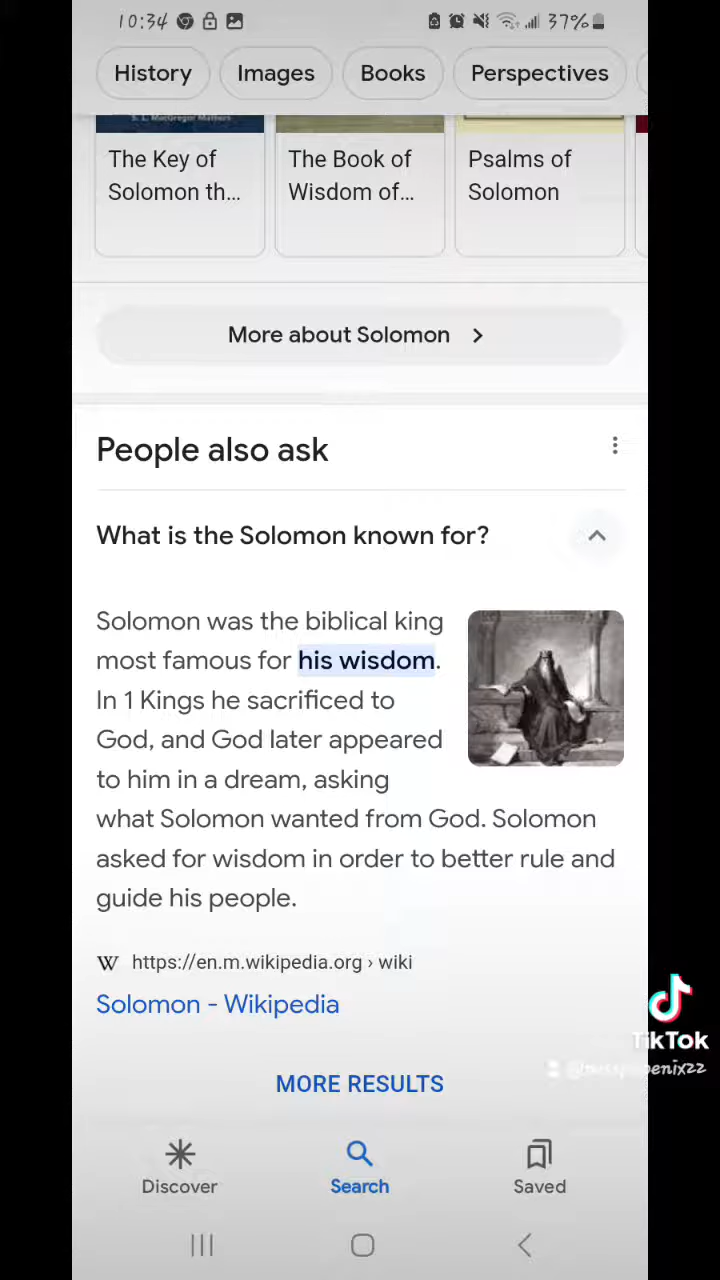 10:34 37%
History Images Books Perspectives
S. L. MacGregor Mathers
The Key of
Solomon th...
The Book of
Wisdom of...
Psalms of
Solomon
More about Solomon
People also ask
What is the Solomon known for?
Solomon was the biblical king
most famous for his wisdom.
In 1 Kings he sacrificed to
God, and God later appeared
to him in a dream, asking
what Solomon wanted from God. Solomon
asked for wisdom in order to better rule and
guide his people.
W https://en.m.wikipedia.org › wiki
Solomon - Wikipedia
TikTok
MORE RESULTS
Discover Search Saved